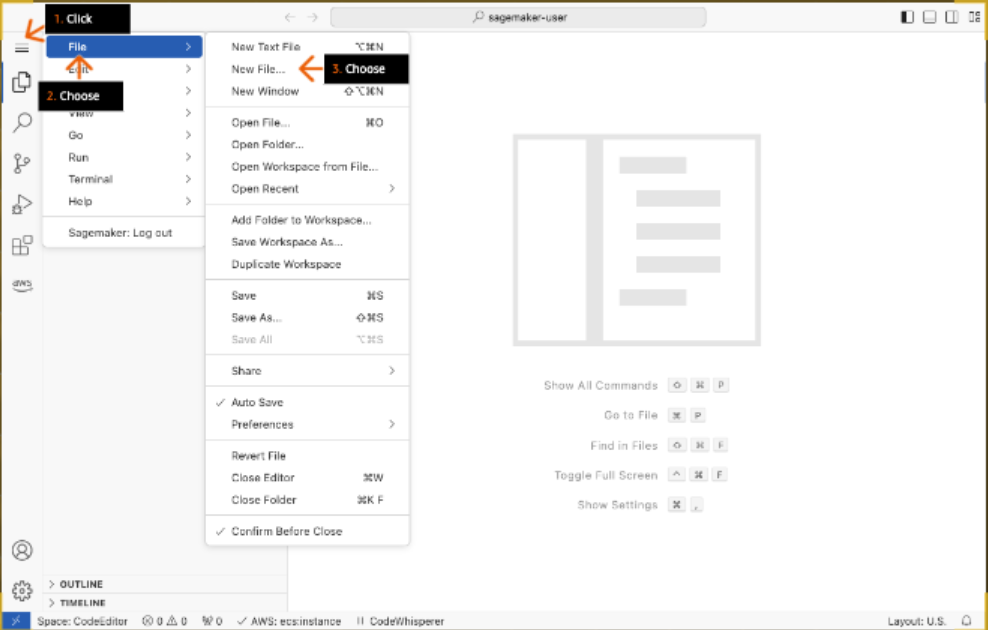 1. Click
sagemaker-user
File
Edit
2. Choose
View
Go
Run
Terminal
Help
Sagemaker: Log out
New Text File ⌥⌘N
New File...
3. Choose
New Window ⇧⌥⌘N
Open File... ⌘O
Open Folder...
Open Workspace from File...
Open Recent
Add Folder to Workspace...
Save Workspace As...
Duplicate Workspace
Save ⌘S
Save As... ⇧⌘S
Save All ⌥⌘S
Share
Auto Save
Preferences
Revert File
Close Editor ⌘W
Close Folder ⌘K F
Confirm Before Close
aws
Show All Commands ⇧ ⌘ P
Go to File ⌘ P
Find in Files ⇧ ⌘ F
Toggle Full Screen ^ ⌘ F
Show Settings ⌘ ,
OUTLINE
TIMELINE
Space: CodeEditor 0 0 0 AWS: ecs:instance CodeWhisperer Layout: U.S.